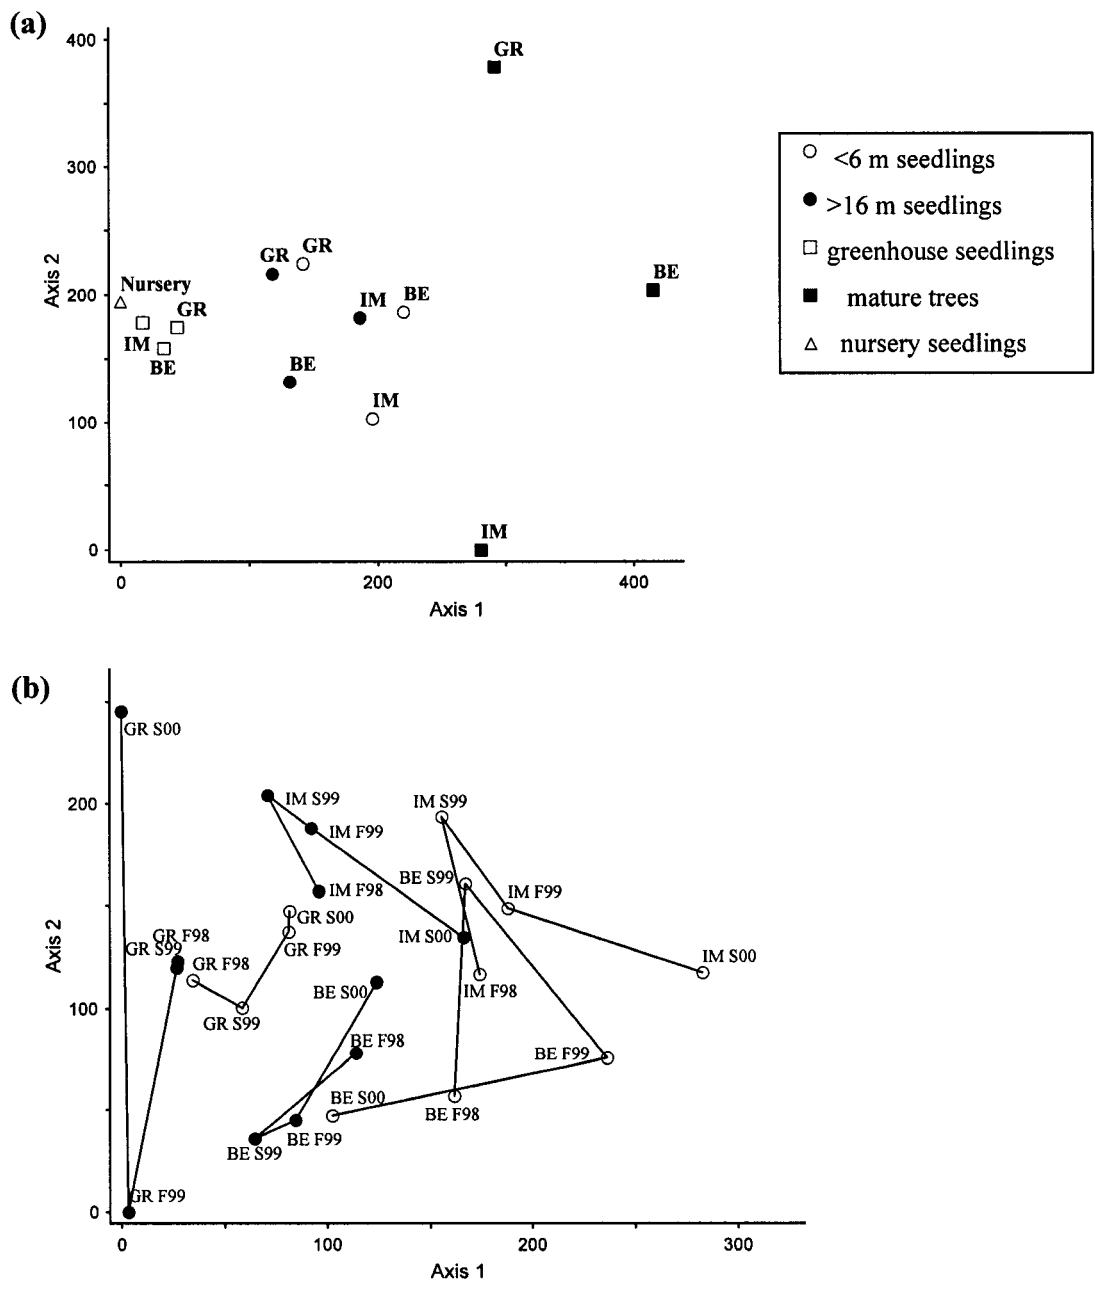 (a)
400
300
200
100
0
Axis 2
GR
GR
GR
BE
Nursery
GR
IM
BE
IM
BE
BE
IM
IM
0
200
400
Axis 1
<6 m seedlings
>16 m seedlings
greenhouse seedlings
mature trees
nursery seedlings
(b)
200
100
0
Axis 2
GR S00
IM S99
IM S99
IM F99
BE S99
IM F98
IM F99
GR S00
GR F98
IM S00
GR S99
GR F99
IM S00
GR F98
BE S00
IM F98
GR S99
BE F98
BE F99
BE S00
BE F98
BE F99
BE S99
GR F99
0
100
200
300
Axis 1